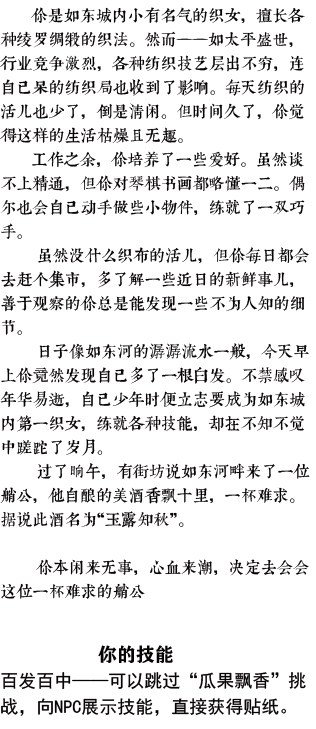 你是如东城内小有名气的织女，擅长各
种绫罗绸缎的织法。然而——如太平盛世，
行业竞争激烈，各种纺织技艺层出不穷，连
自己呆的纺织局也收到了影响。每天纺织的
活儿也少了，倒是清闲。但时间久了，你觉
得这样的生活枯燥且无趣。
工作之余，你培养了一些爱好。虽然谈
不上精通，但你对琴棋书画都略懂一二。偶
尔也会自己动手做些小物件，练就了一双巧
手。
虽然没什么织布的活儿，但你每日都会
去赶个集市，多了解一些近日的新鲜事儿，
善于观察的你总是能发现一些不为人知的细
节。
日子像如东河的潺潺流水一般，今天早
上你竟然发现自己多了一根白发。不禁感叹
年华易逝，自己少年时便立志要成为如东城
内第一织女，练就各种技能，却在不知不觉
中蹉跎了岁月。
过了晌午，有街坊说如东河畔来了一位
艄公，他自酿的美酒香飘十里，一杯难求。
据说此酒名为“玉露知秋”。
你本闲来无事，心血来潮，决定去会会
这位一杯难求的艄公
你的技能
百发百中——可以跳过“瓜果飘香”挑
战，向NPC展示技能，直接获得贴纸。